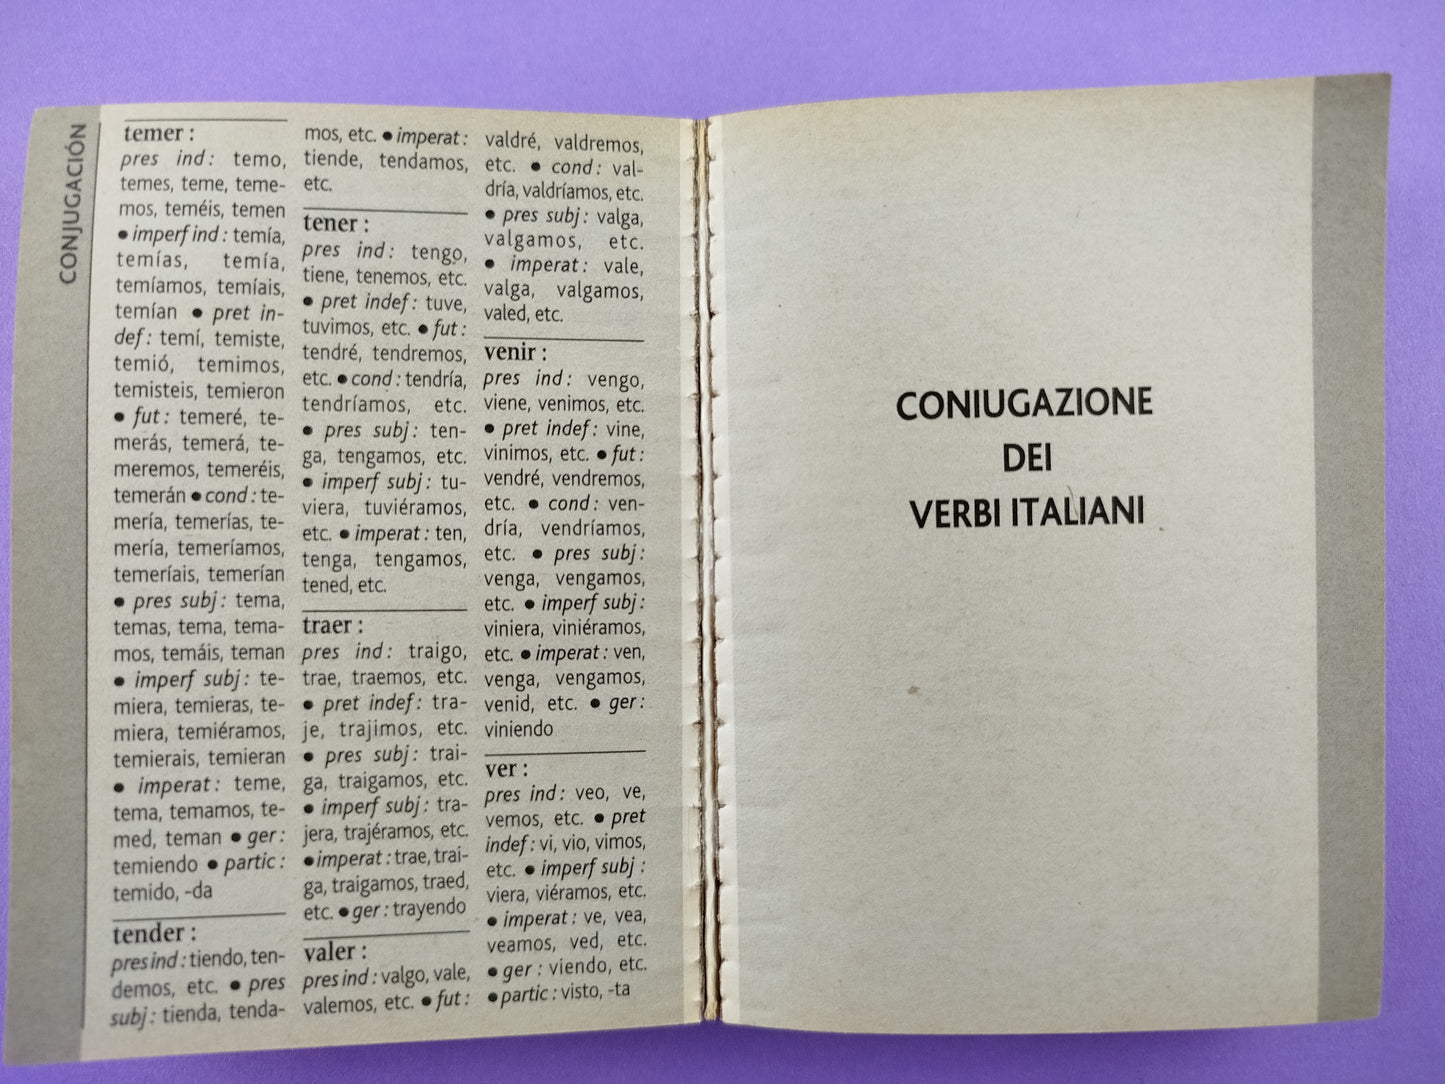 CONJUGACIÓN
temer :
pres ind : temo,
temes, teme, teme-
mos, teméis, temen
● imperf ind : temía,
temías, temía,
temíamos, temíais,
temían ● pret in-
def : temí, temiste,
temió, temimos,
temisteis, temieron
● fut : temeré, te-
merás, temerá, te-
meremos, temeréis,
temerán ● cond : te-
mería, temerías, te-
mería, temeríamos,
temeríais, temerían
● pres subj : tema,
temas, tema, tema-
mos, temáis, teman
● imperf subj : te-
miera, temieras, te-
miera, temiéramos,
temierais, temieran
● imperat : teme,
tema, temamos, te-
med, teman ● ger :
temiendo ● partic :
temido, -da
tender :
pres ind : tiendo, ten-
demos, etc. ● pres
subj : tienda, tenda-
mos, etc. ● imperat :
tiende, tendamos,
etc.
tener :
pres ind : tengo,
tiene, tenemos, etc.
● pret indef : tuve,
tuvimos, etc. ● fut :
tendré, tendremos,
etc. ● cond : tendría,
tendríamos, etc.
● pres subj : ten-
ga, tengamos, etc.
● imperf subj : tu-
viera, tuviéramos,
etc. ● imperat : ten,
tenga, tengamos,
tened, etc.
traer :
pres ind : traigo,
trae, traemos, etc.
● pret indef : tra-
je, trajimos, etc.
● pres subj : trai-
ga, traigamos, etc.
● imperf subj : tra-
jera, trajéramos, etc.
● imperat : trae, trai-
ga, traigamos, traed,
etc. ● ger : trayendo
valer :
pres ind : valgo, vale,
valemos, etc. ● fut :
valdré, valdremos,
etc. ● cond : val-
dría, valdríamos, etc.
● pres subj : valga,
valgamos, etc.
● imperat : vale,
valga, valgamos,
valed, etc.
venir :
pres ind : vengo,
viene, venimos, etc.
● pret indef : vine,
vinimos, etc. ● fut :
vendré, vendremos,
etc. ● cond : ven-
dría, vendríamos,
etc. ● pres subj :
venga, vengamos,
etc. ● imperf subj :
viniera, viniéramos,
etc. ● imperat : ven,
venga, vengamos,
venid, etc. ● ger :
viniendo
ver :
pres ind : veo, ve,
vemos, etc. ● pret
indef : vi, vio, vimos,
etc. ● imperf subj :
viera, viéramos, etc.
● imperat : ve, vea,
veamos, ved, etc.
● ger : viendo, etc.
● partic : visto, -ta
CONIUGAZIONE
DEI
VERBI ITALIANI